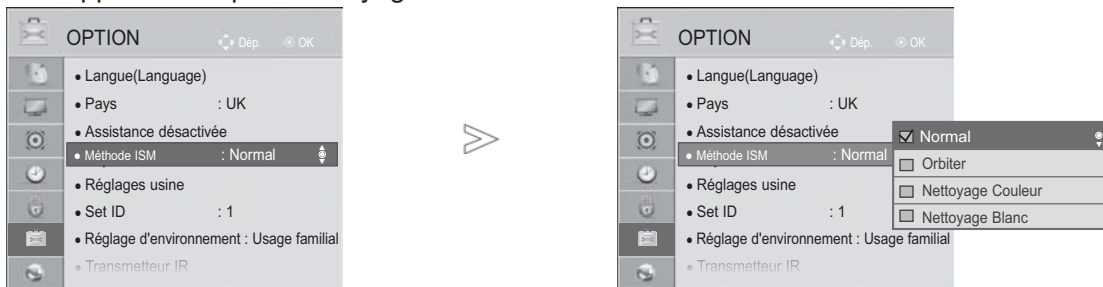 OPTION
Dép. OK
• Langue(Language)
• Pays : UK
• Assistance désactivée
• Méthode ISM : Normal
• Réglages usine
• Set ID : 1
• Réglage d'environnement : Usage familial
• Transmetteur IR
OPTION
Dép. OK
• Langue(Language)
• Pays : UK
• Assistance désactivée
• Méthode ISM : Normal
• Réglages usine
• Set ID : 1
• Réglage d'environnement : Usage familial
• Transmetteur IR
Normal
Orbiter
Nettoyage Couleur
Nettoyage Blanc